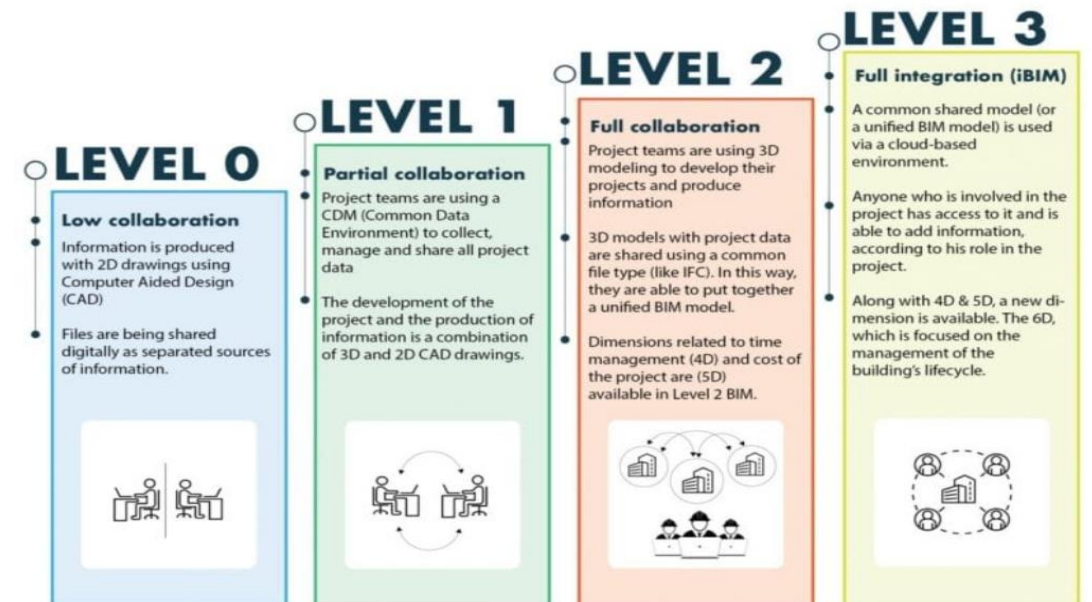 LEVEL 0
Low collaboration
Information is produced
with 2D drawings using
Computer Aided Design
(CAD)
Files are being shared
digitally as separated sources
of information.
LEVEL 1
Partial collaboration
Project teams are using a
CDM (Common Data
Environment) to collect,
manage and share all project
data
The development of the
project and the production of
information is a combination
of 3D and 2D CAD drawings.
LEVEL 2
Full collaboration
Project teams are using 3D
modeling to develop their
projects and produce
information
3D models with project data
are shared using a common
file type (like IFC). In this way,
they are able to put together
a unified BIM model.
Dimensions related to time
management (4D) and cost of
the project are (5D)
available in Level 2 BIM.
LEVEL 3
Full integration (iBIM)
A common shared model (or
a unified BIM model) is used
via a cloud-based
environment.
Anyone who is involved in the
project has access to it and is
able to add information,
according to his role in the
project.
Along with 4D & 5D, a new di-
mension is available. The 6D,
which is focused on the
management of the
building's lifecycle.